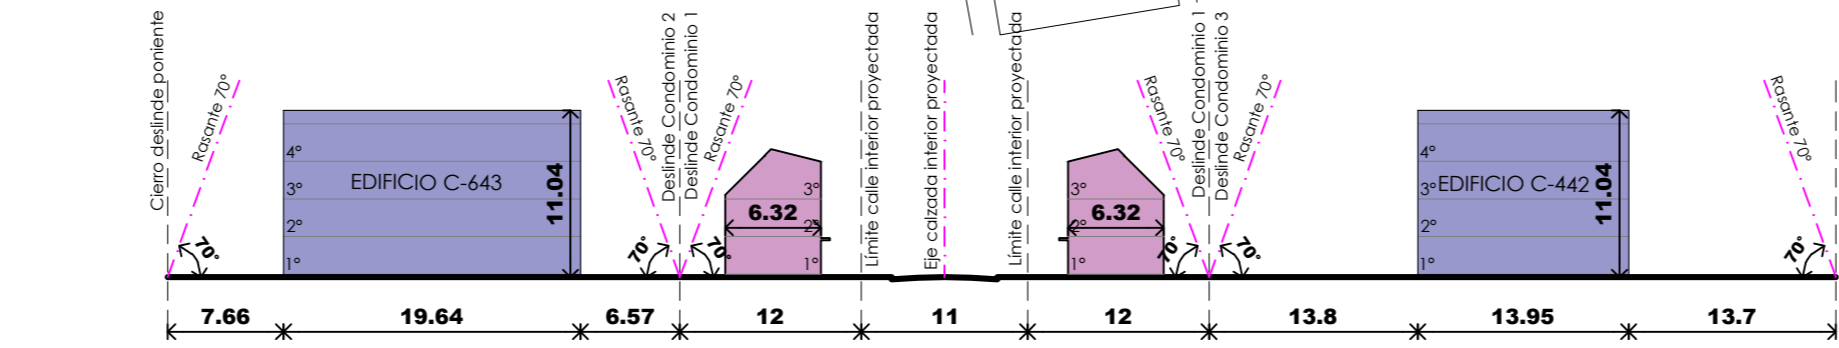 Cierro deslinde poniente
Rasante 70°
70°
4°
3°
2°
1°
EDIFICIO C-643
11.04
Rasante 70°
70°
Deslinde Condominio 2
Deslinde Condominio 1
Rasante 70°
70°
6.32
3°
2°
1°
Límite calle interior proyectada
Eje calzada interior proyectada
Límite calle interior proyectada
3°
2°
1°
6.32
Rasante 70°
70°
Deslinde Condominio 1
Deslinde Condominio 3
Rasante 70°
70°
4°
3°
2°
1°
EDIFICIO C-442
11.04
Rasante 70°
70°
7.66 19.64 6.57 12 11 12 13.8 13.95 13.7